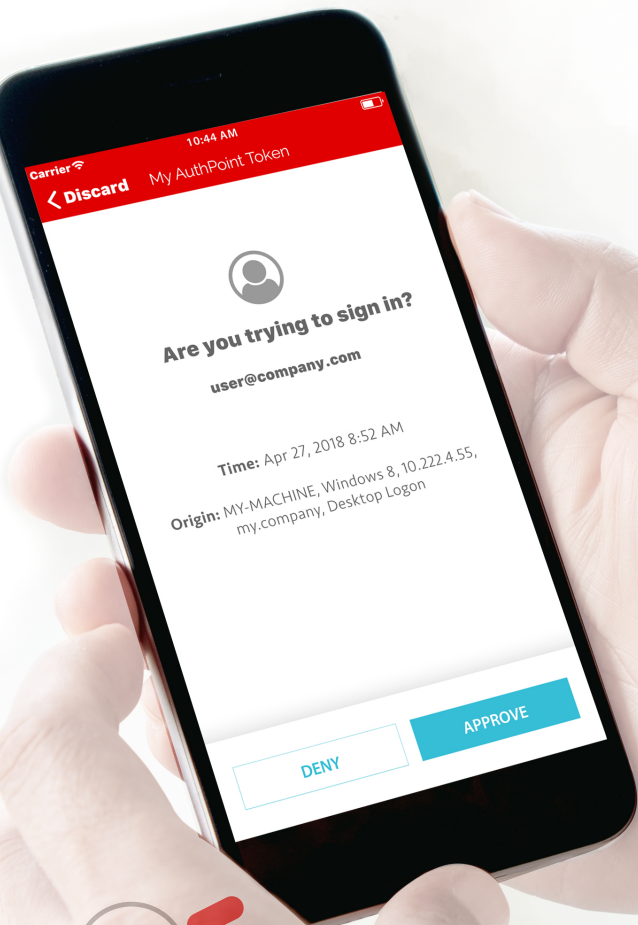 Carrier
10:44 AM
Discard
My AuthPoint Token
Are you trying to sign in?
user@company.com
Time: Apr 27, 2018 8:52 AM
Origin: MY-MACHINE, Windows 8, 10.222.4.55,
my.company, Desktop Logon
DENY
APPROVE